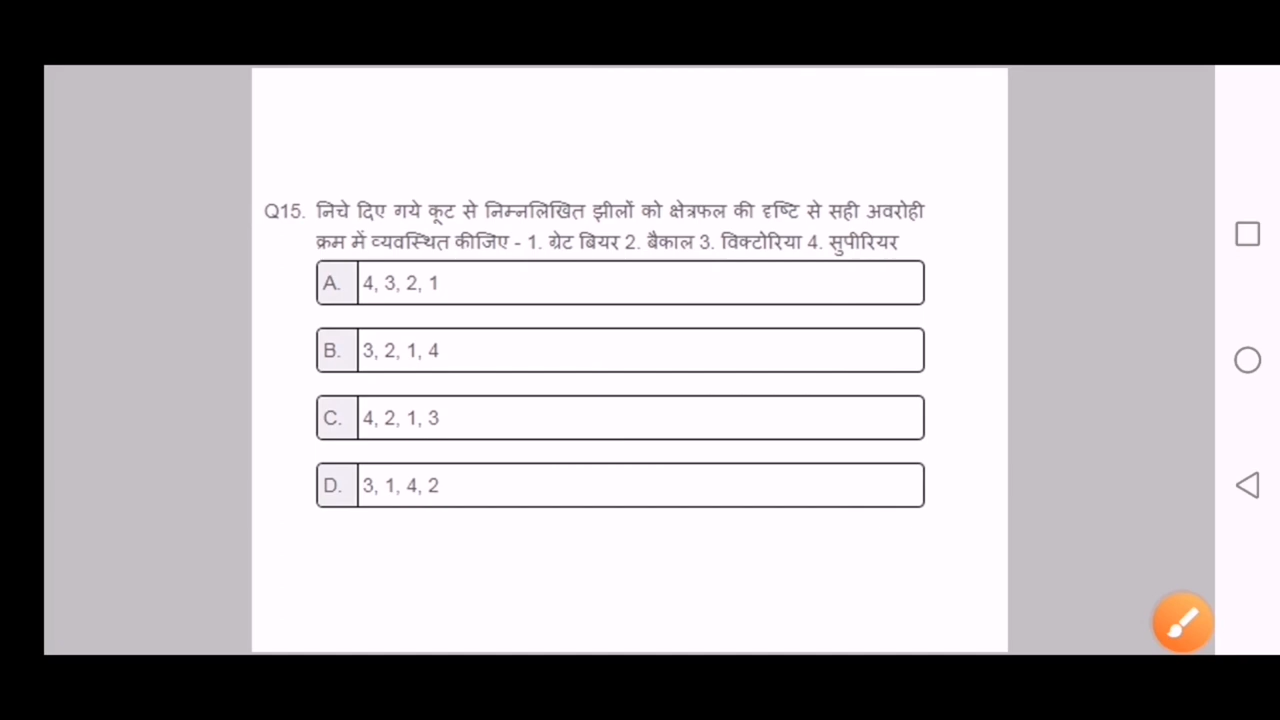 Q15. निचे दिए गये कूट से निम्नलिखित झीलों को क्षेत्रफल की दृष्टि से सही अवरोही
क्रम में व्यवस्थित कीजिए - 1. ग्रेट बियर 2. बैकाल 3. विक्टोरिया 4. सुपीरियर
A. 4, 3, 2, 1
B. 3, 2, 1, 4
C. 4, 2, 1, 3
D. 3, 1, 4, 2